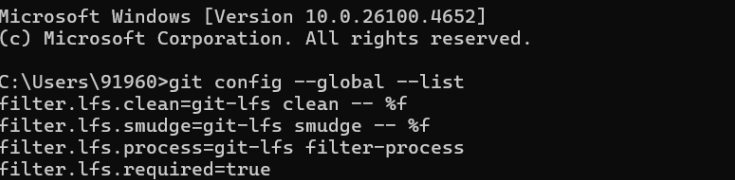 Microsoft Windows [Version 10.0.26100.4652]
(c) Microsoft Corporation. All rights reserved.
C:\Users\91960>git config --global --list
filter.lfs.clean=git-lfs clean -- %f
filter.lfs.smudge=git-lfs smudge -- %f
filter.lfs.process=git-lfs filter-process
filter.lfs.required=true